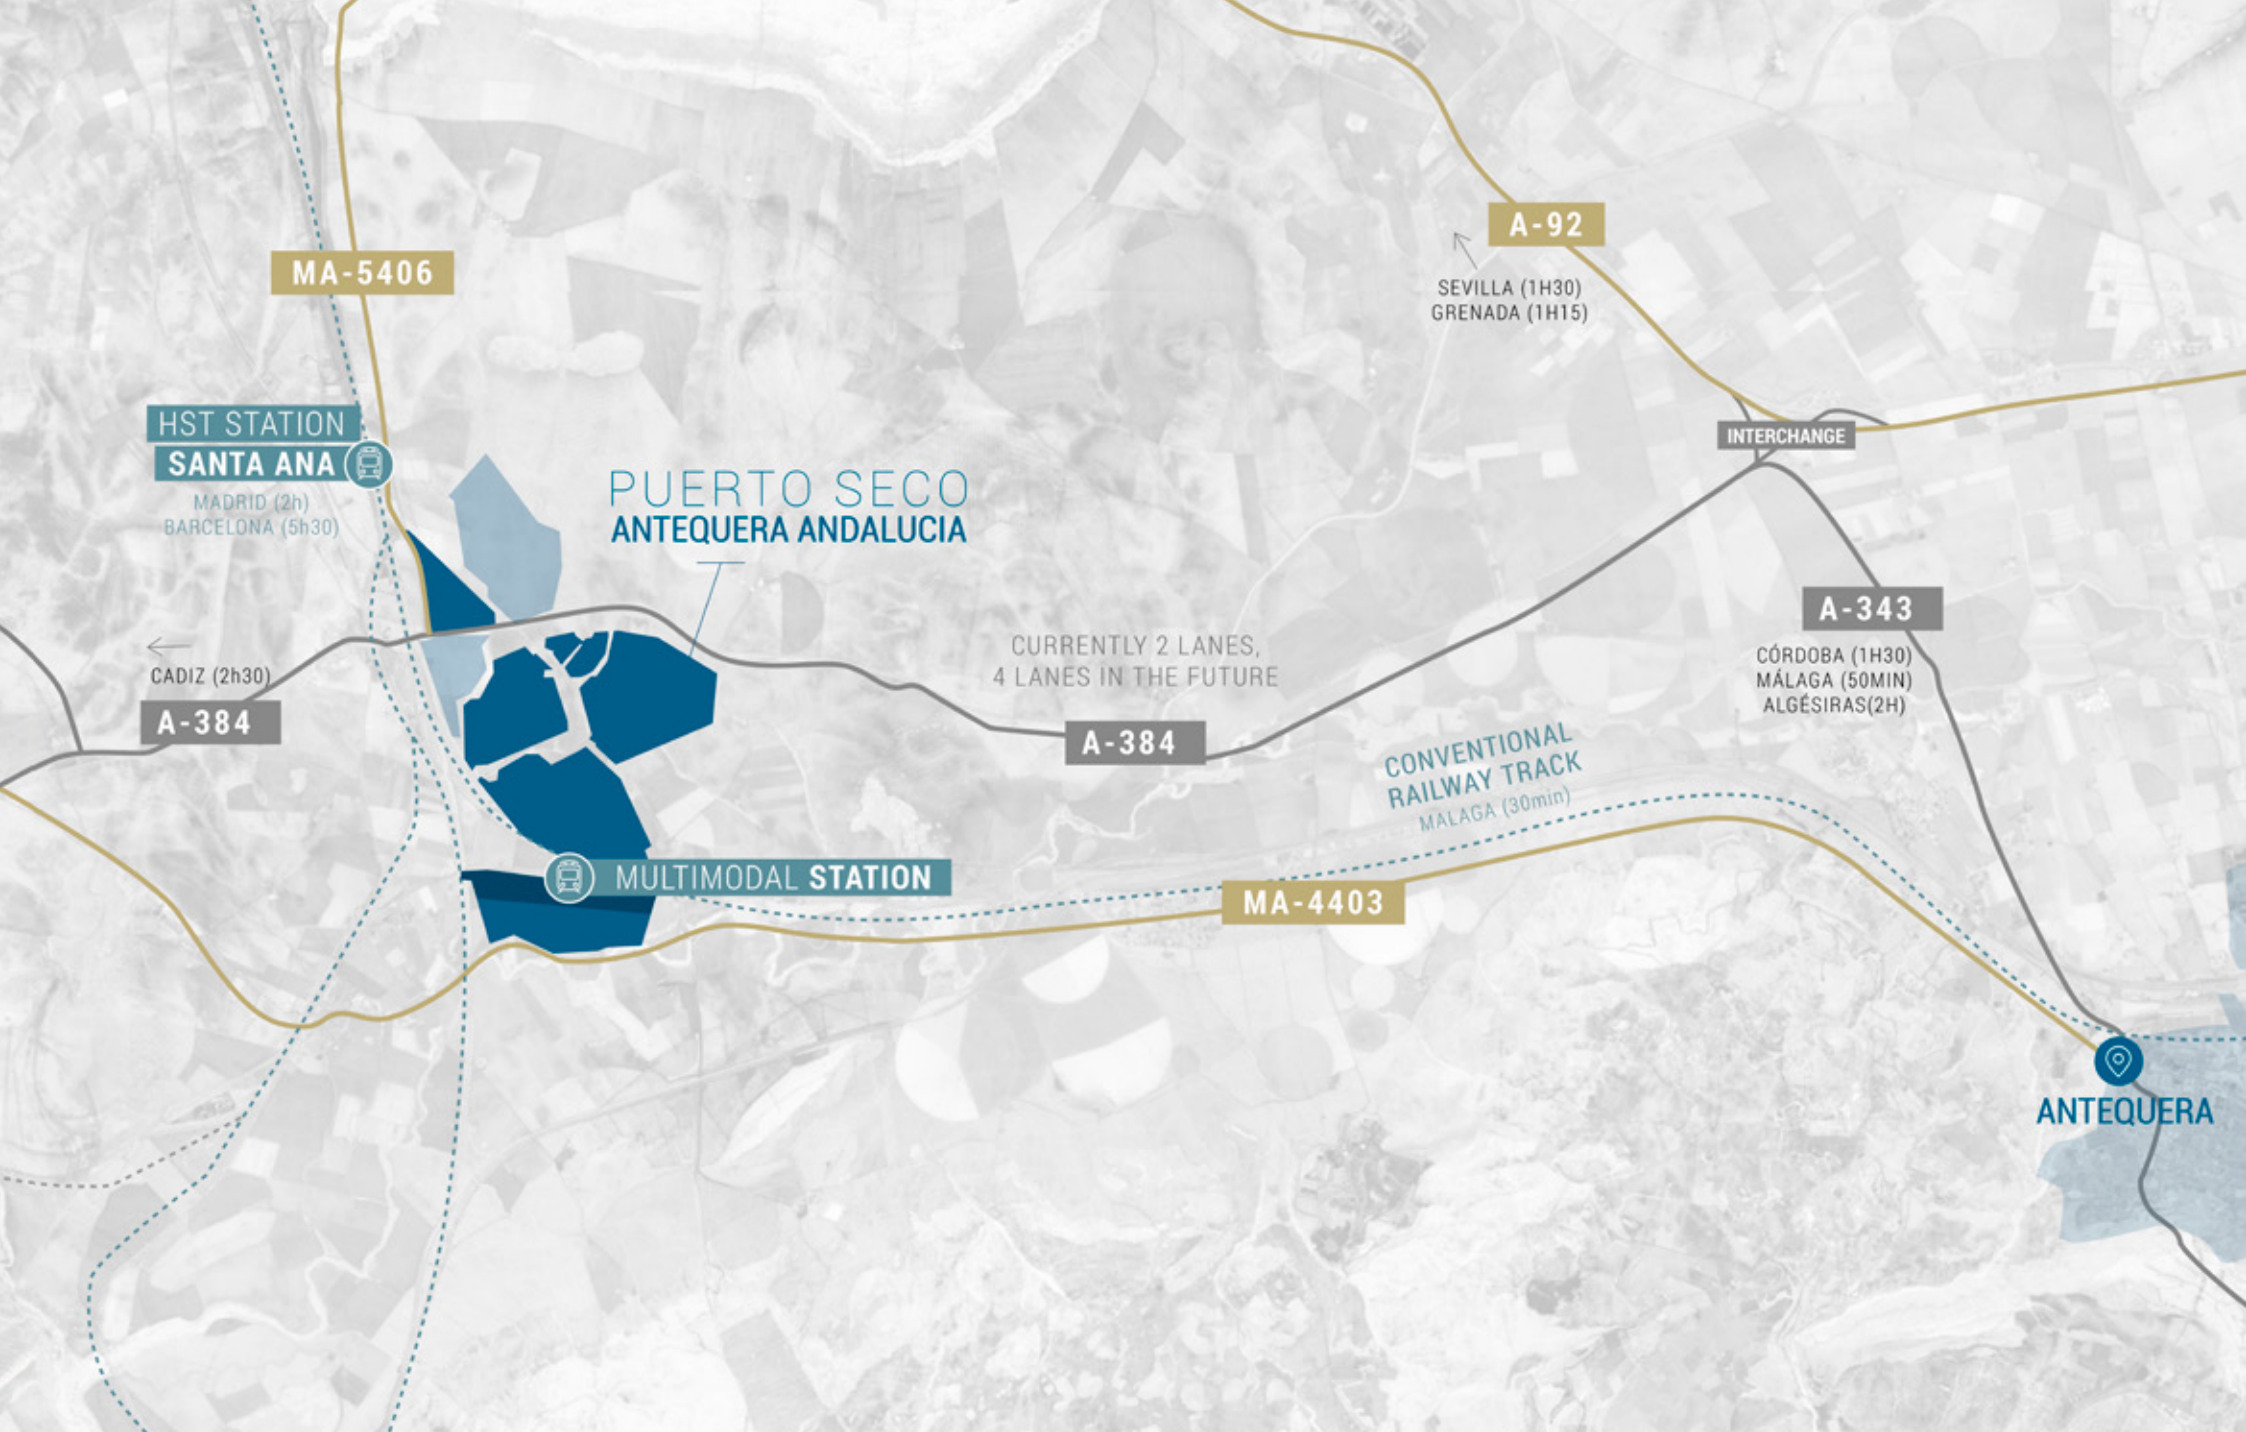 A-92
SEVILLA (1H30)
GRENADA (1H15)
MA-5406
HST STATION
SANTA ANA
MADRID (2h)
BARCELONA (5h30)
PUERTO SECO
ANTEQUERA ANDALUCIA
INTERCHANGE
A-343
CÓRDOBA (1H30)
MÁLAGA (50MIN)
ALGÉSIRAS(2H)
CADIZ (2h30)
A-384
CURRENTLY 2 LANES,
4 LANES IN THE FUTURE
A-384
CONVENTIONAL
RAILWAY TRACK
MALAGA (30min)
MULTIMODAL STATION
MA-4403
ANTEQUERA